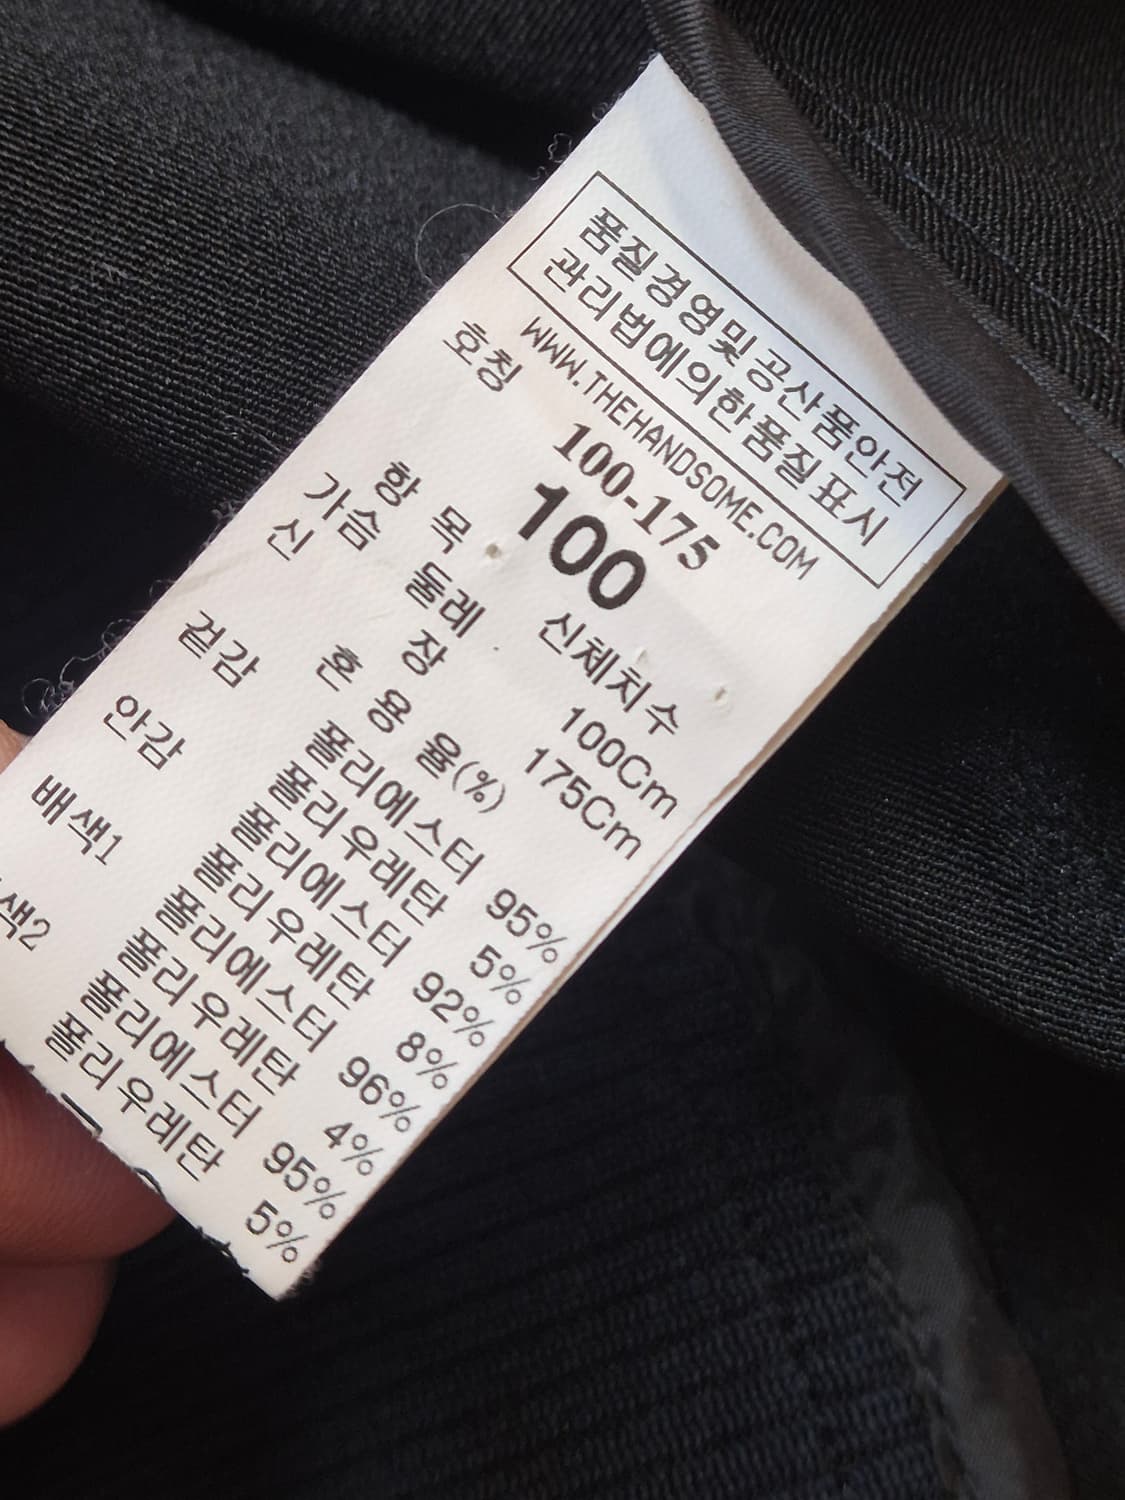 품질경영및공산품안전
관리법에의한품질표시
WWW.THEHANDSOME.COM
호칭 100-175
100
항 목 신체치수
가슴 둘레 100Cm
신 장 175Cm
혼 용 율(%)
겉감 폴리에스터 95%
폴리우레탄 5%
안감 폴리에스터 92%
폴리우레탄 8%
배색1 폴리에스터 96%
폴리우레탄 4%
색2 폴리에스터 95%
폴리우레탄 5%